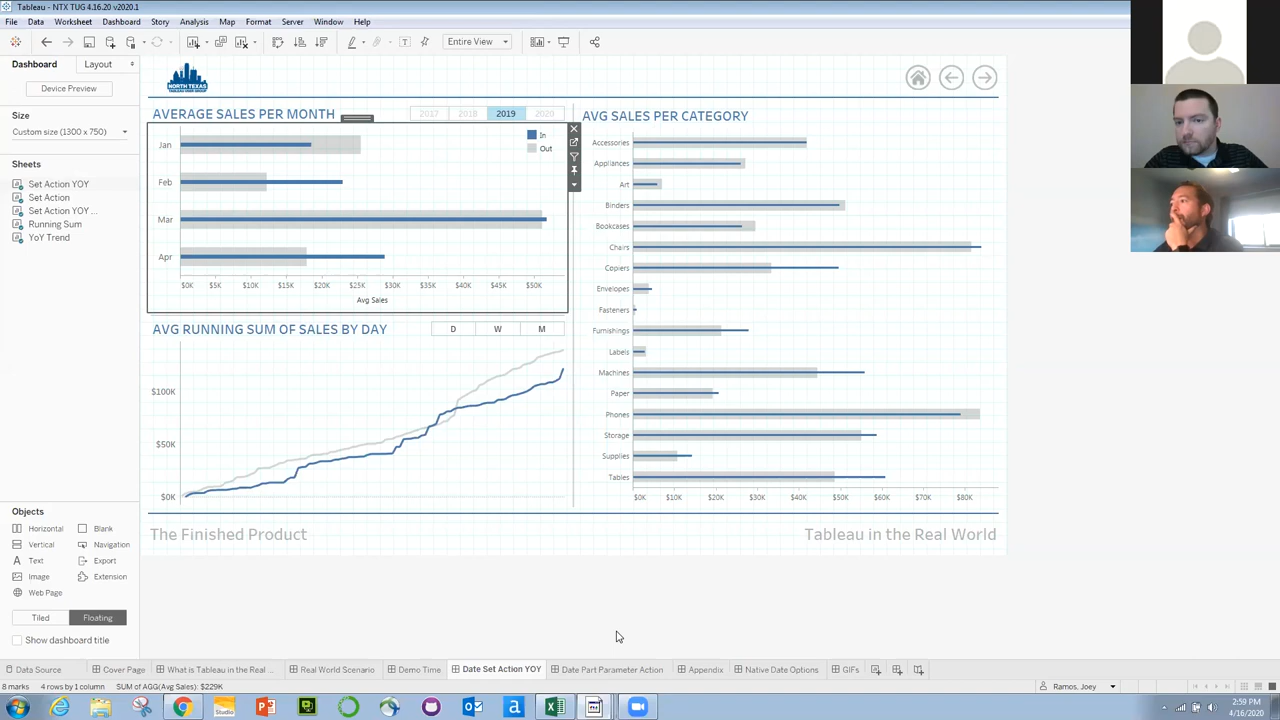 Tableau - NTX TUG 4.16.20 v2020.1
File Data Worksheet Dashboard Story Analysis Map Format Server Window Help
Entire View
Dashboard Layout
Device Preview
Size
Custom size (1300 x 750)
Sheets
Set Action YOY
Set Action
Set Action YOY ...
Running Sum
YoY Trend
Objects
Horizontal Blank
Vertical Navigation
Text Export
Image Extension
Web Page
Tiled Floating
Show dashboard title
NORTH TEXAS
AVERAGE SALES PER MONTH
2017 2018 2019 2020
In
Out
Jan
Feb
Mar
Apr
$0K $5K $10K $15K $20K $25K $30K $35K $40K $45K $50K
Avg Sales
AVG RUNNING SUM OF SALES BY DAY
D W M
$100K
$50K
$0K
AVG SALES PER CATEGORY
Accessories
Appliances
Art
Binders
Bookcases
Chairs
Copiers
Envelopes
Fasteners
Furnishings
Labels
Machines
Paper
Phones
Storage
Supplies
Tables
$0K $10K $20K $30K $40K $50K $60K $70K $80K
The Finished Product
Tableau in the Real World
Data Source Cover Page What is Tableau in the Real ... Real World Scenario Demo Time Date Set Action YOY Date Part Parameter Action Appendix Native Date Options GIFs
8 marks 4 rows by 1 column SUM of AGG(Avg Sales): $229K
Ramos, Joey
Studio
2:59 PM
4/16/2020